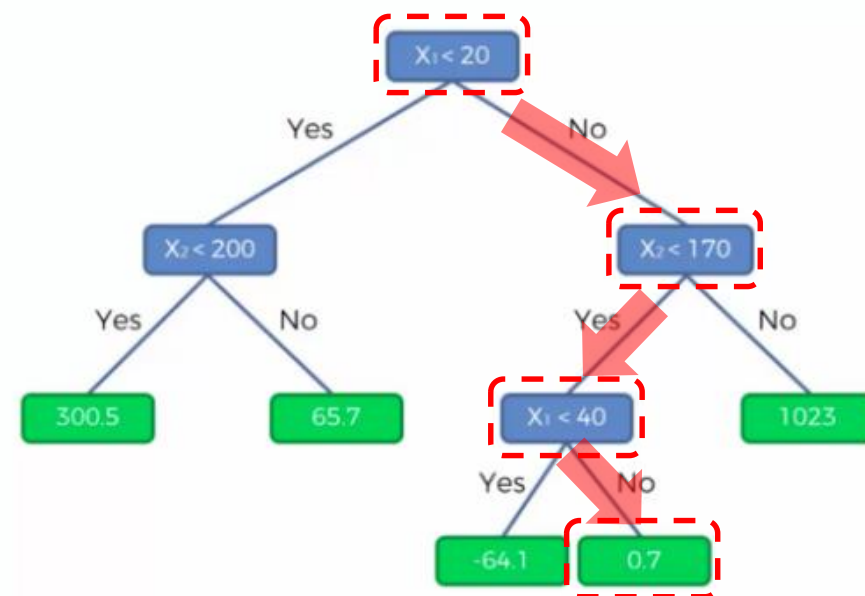 X₁ < 20
Yes
No
X₂ < 200
X₂ < 170
Yes
No
Yes
No
300.5
65.7
X₁ < 40
1023
Yes
No
-64.1
0.7